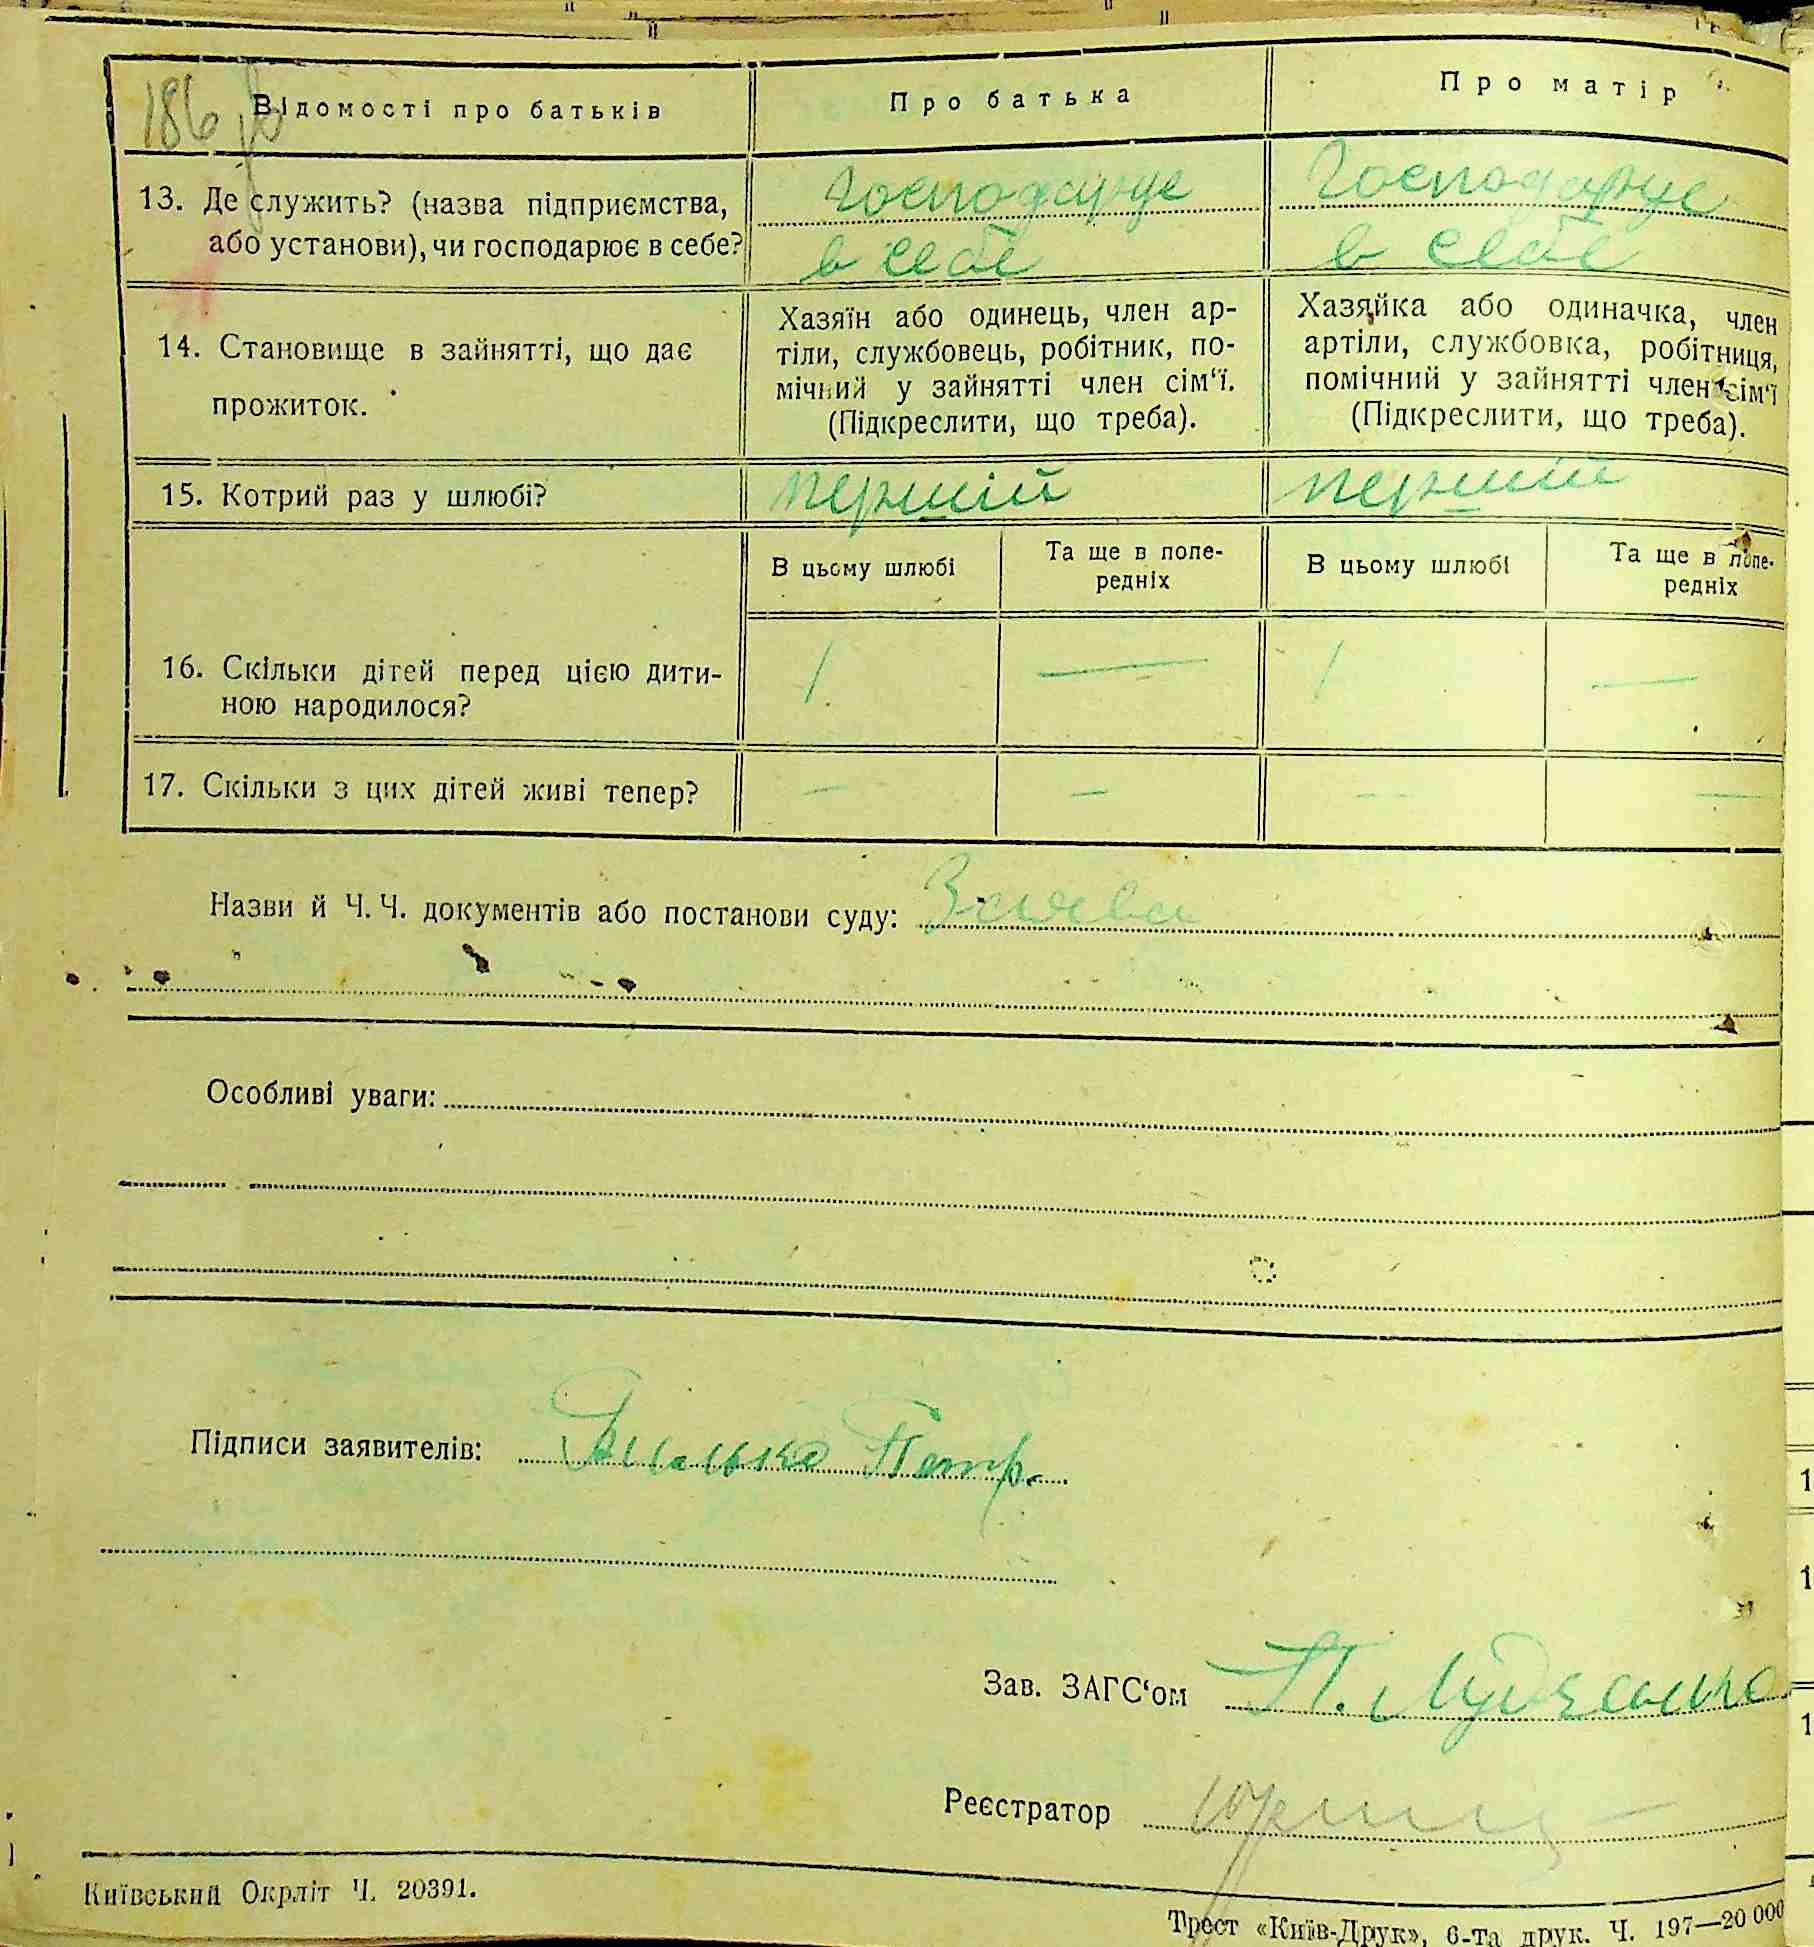 186
Відомості про батьків
Про батька
Про матір
13. Де служить? (назва підприємства,
або установи), чи господарює в себе?
господарує
в себе
Господарує
в себе
14. Становище в зайнятті, що дає
прожиток.
Хазяїн або одинець, член ар-
тіли, службовець, робітник, по-
мічний у зайнятті член сім'ї.
(Підкреслити, що треба).
Хазяйка або одиначка, член
артіли, службовка, робітниця,
помічний у зайнятті член сім'ї
(Підкреслити, що треба).
15. Котрий раз у шлюбі?
перший
перший
В цьому шлюбі
Та ще в попе-
редніх
В цьому шлюбі
Та ще в попе-
редніх
16. Скільки дітей перед цією дити-
ною народилося?
1
—
1
—
17. Скільки з цих дітей живі тепер?
—
—
—
—
Назви й Ч. Ч. документів або постанови суду: Заява
Особливі уваги:
Підписи заявителів: Петр.
Зав. ЗАГС'ом П.
Реєстратор
Київський Окрліт Ч. 20391.
Трест «Київ-Друк», 6-та друк. Ч. 197—20 000